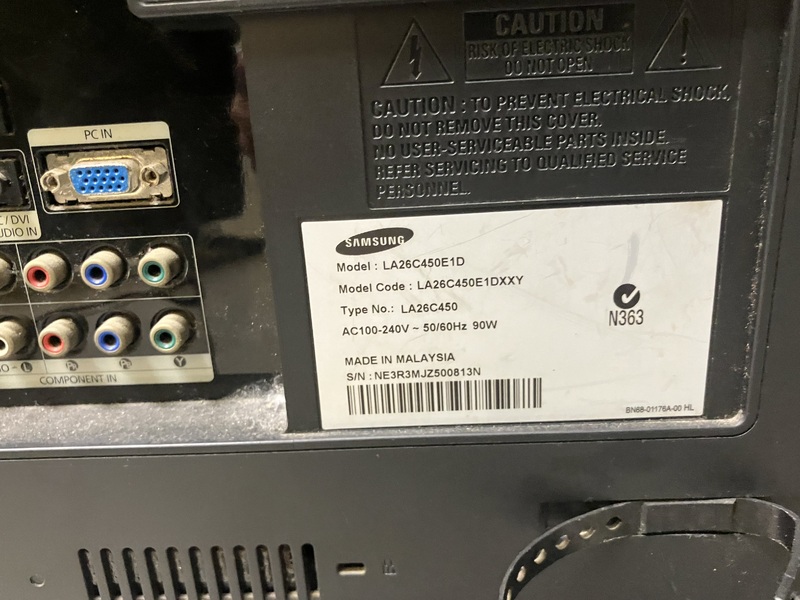 CAUTION
RISK OF ELECTRIC SHOCK
DO NOT OPEN
CAUTION : TO PREVENT ELECTRICAL SHOCK,
DO NOT REMOVE THIS COVER.
NO USER-SERVICEABLE PARTS INSIDE.
REFER SERVICING TO QUALIFIED SERVICE
PERSONNEL.
PC IN
/ DVI
IN
SAMSUNG
Model : LA26C450E1D
Model Code : LA26C450E1DXXY
Type No.: LA26C450
AC100-240V ~ 50/60Hz 90W
MADE IN MALAYSIA
S/N : NE3R3MJZ500813N
N363
BN68-01176A-00 HL
L PR PB Y
COMPONENT IN